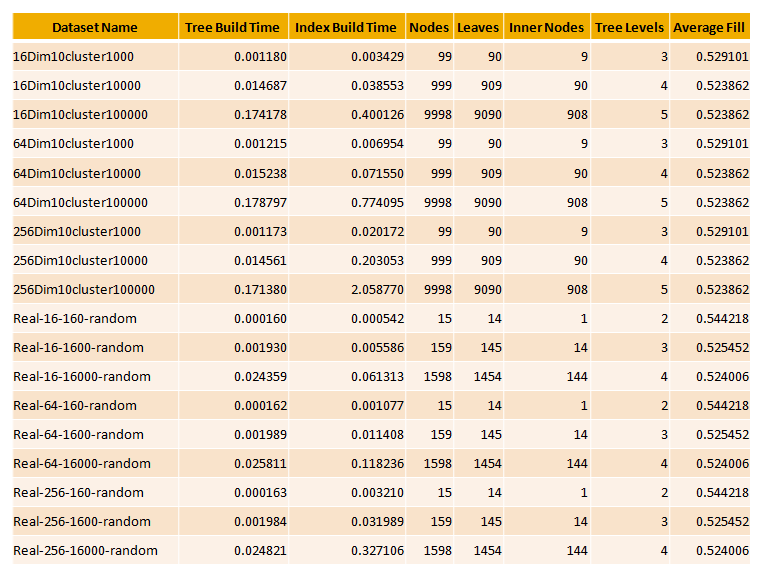 Dataset Name Tree Build Time Index Build Time Nodes Leaves Inner Nodes Tree Levels Average Fill
16Dim10cluster1000 0.001180 0.003429 99 90 9 3 0.529101
16Dim10cluster10000 0.014687 0.038553 999 909 90 4 0.523862
16Dim10cluster100000 0.174178 0.400126 9998 9090 908 5 0.523862
64Dim10cluster1000 0.001215 0.006954 99 90 9 3 0.529101
64Dim10cluster10000 0.015238 0.071550 999 909 90 4 0.523862
64Dim10cluster100000 0.178797 0.774095 9998 9090 908 5 0.523862
256Dim10cluster1000 0.001173 0.020172 99 90 9 3 0.529101
256Dim10cluster10000 0.014561 0.203053 999 909 90 4 0.523862
256Dim10cluster100000 0.171380 2.058770 9998 9090 908 5 0.523862
Real-16-160-random 0.000160 0.000542 15 14 1 2 0.544218
Real-16-1600-random 0.001930 0.005586 159 145 14 3 0.525452
Real-16-16000-random 0.024359 0.061313 1598 1454 144 4 0.524006
Real-64-160-random 0.000162 0.001077 15 14 1 2 0.544218
Real-64-1600-random 0.001989 0.011408 159 145 14 3 0.525452
Real-64-16000-random 0.025811 0.118236 1598 1454 144 4 0.524006
Real-256-160-random 0.000163 0.003210 15 14 1 2 0.544218
Real-256-1600-random 0.001984 0.031989 159 145 14 3 0.525452
Real-256-16000-random 0.024821 0.327106 1598 1454 144 4 0.524006